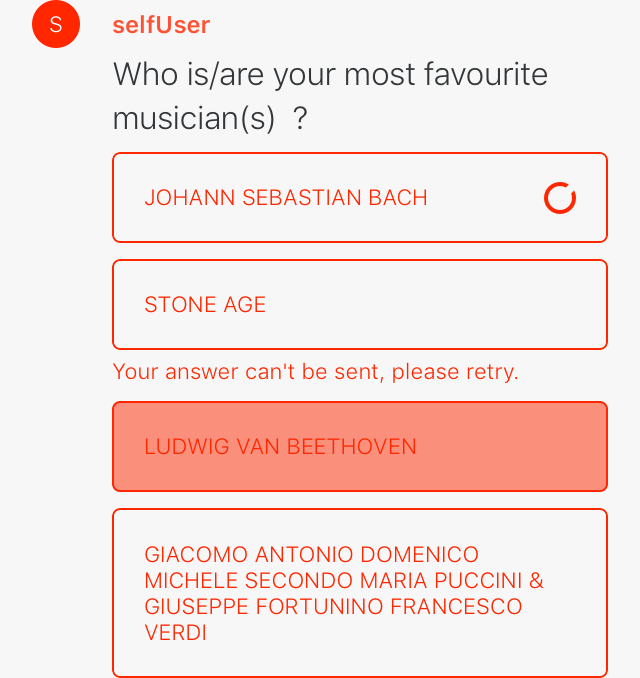 S
selfUser
Who is/are your most favourite
musician(s)  ?
JOHANN SEBASTIAN BACH
STONE AGE
Your answer can't be sent, please retry.
LUDWIG VAN BEETHOVEN
GIACOMO ANTONIO DOMENICO
MICHELE SECONDO MARIA PUCCINI &
GIUSEPPE FORTUNINO FRANCESCO
VERDI